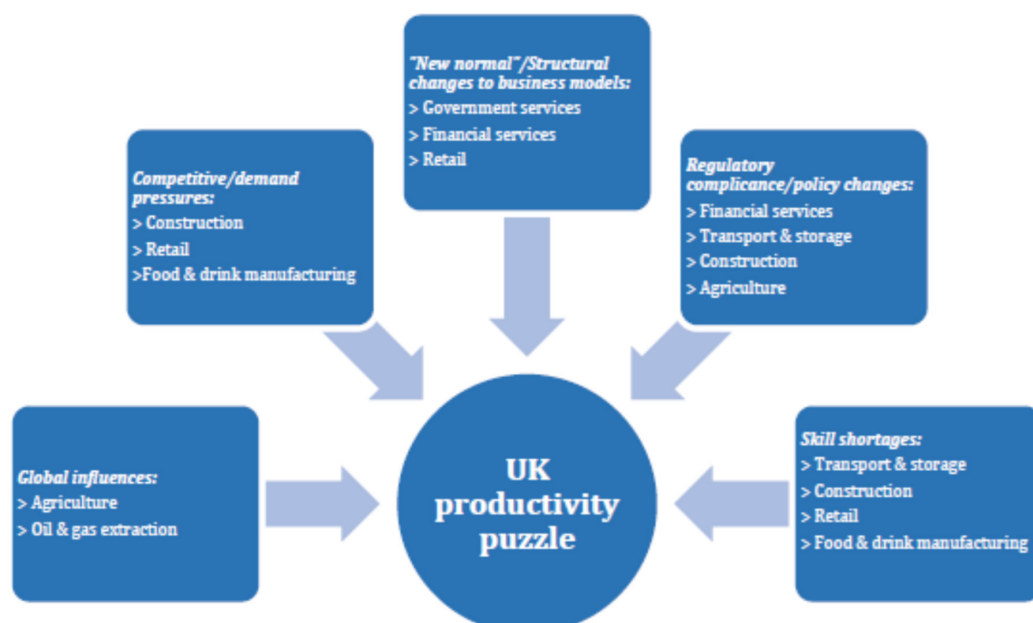 "New normal"/Structural
changes to business models:
> Government services
> Financial services
> Retail
Competitive/demand
pressures:
> Construction
> Retail
>Food & drink manufacturing
Regulatory
complicance/policy changes:
> Financial services
> Transport & storage
> Construction
> Agriculture
Global influences:
> Agriculture
> Oil & gas extraction
UK
productivity
puzzle
Skill shortages:
> Transport & storage
> Construction
> Retail
> Food & drink manufacturing